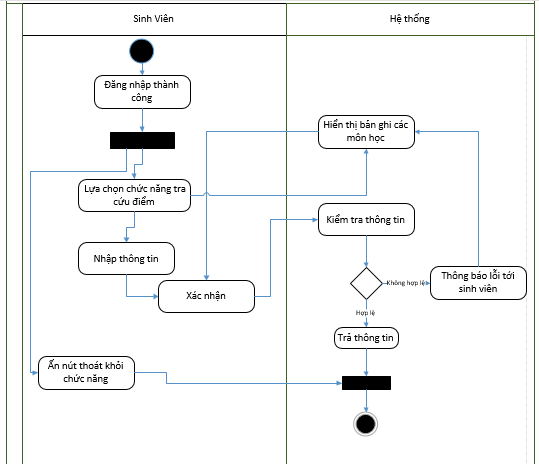 Sinh Viên
Hệ thống
Đăng nhập thành
công
Hiển thị bản ghi các
môn học
Lựa chọn chức năng tra
cứu điểm
Kiểm tra thông tin
Nhập thông tin
Xác nhận
Không hợp lệ
Thông báo lỗi tới
sinh viên
Hợp lệ
Trả thông tin
Ấn nút thoát khỏi
chức năng